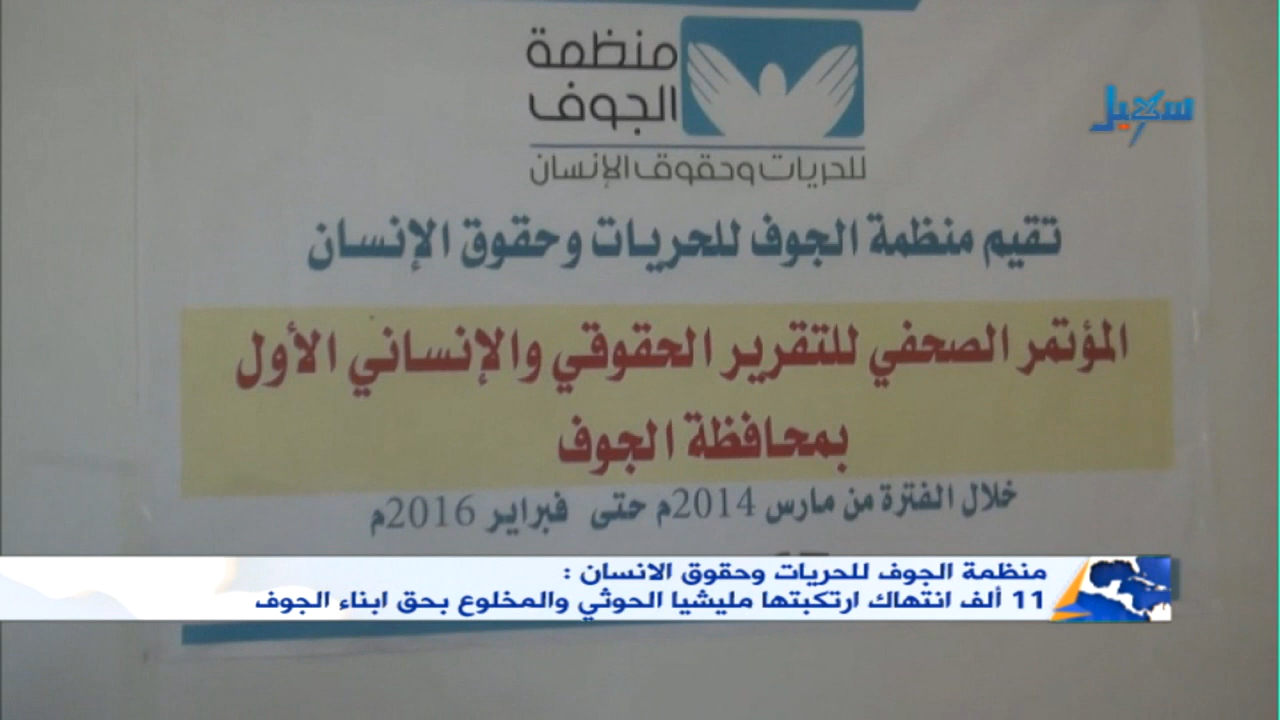 منظمة
الجوف
للحريات وحقوق الإنسان
سهيل
تقيم منظمة الجوف للحريات وحقوق الإنسان
المؤتمر الصحفي للتقرير الحقوقي والإنساني الأول
بمحافظة الجوف
خلال الفترة من مارس 2014م حتى فبراير 2016م
منظمة الجوف للحريات وحقوق الانسان :
11 ألف انتهاك ارتكبتها مليشيا الحوثي والمخلوع بحق ابناء الجوف